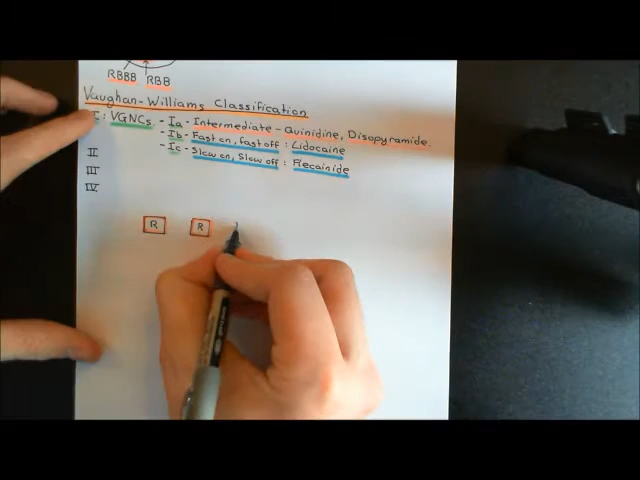 RBBB RBB
Vaughan-Williams Classification
I: VGNCs - Ia - Intermediate - Quinidine, Disopyramide.
- Ib - Fast on, fast off : Lidocaine
- Ic - Slow on, Slow off : Flecainide
II
III
IV
R R